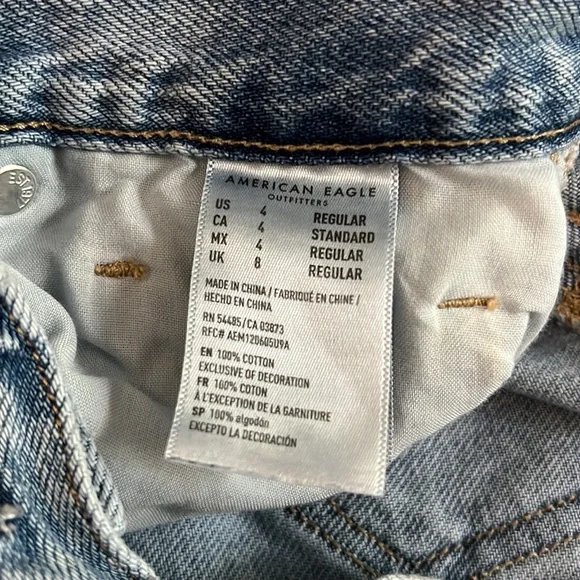 AMERICAN EAGLE
OUTFITTERS
US 4 REGULAR
CA 4 STANDARD
MX 4 REGULAR
UK 8 REGULAR
MADE IN CHINA / FABRIQUÉ EN CHINE /
HECHO EN CHINA
RN 54485/CA 03873
RFC# AEM120605U9A
EN 100% COTTON
EXCLUSIVE OF DECORATION
FR 100% COTON
À L'EXCEPTION DE LA GARNITURE
SP 100% algodón
EXCEPTO LA DECORACIÓN